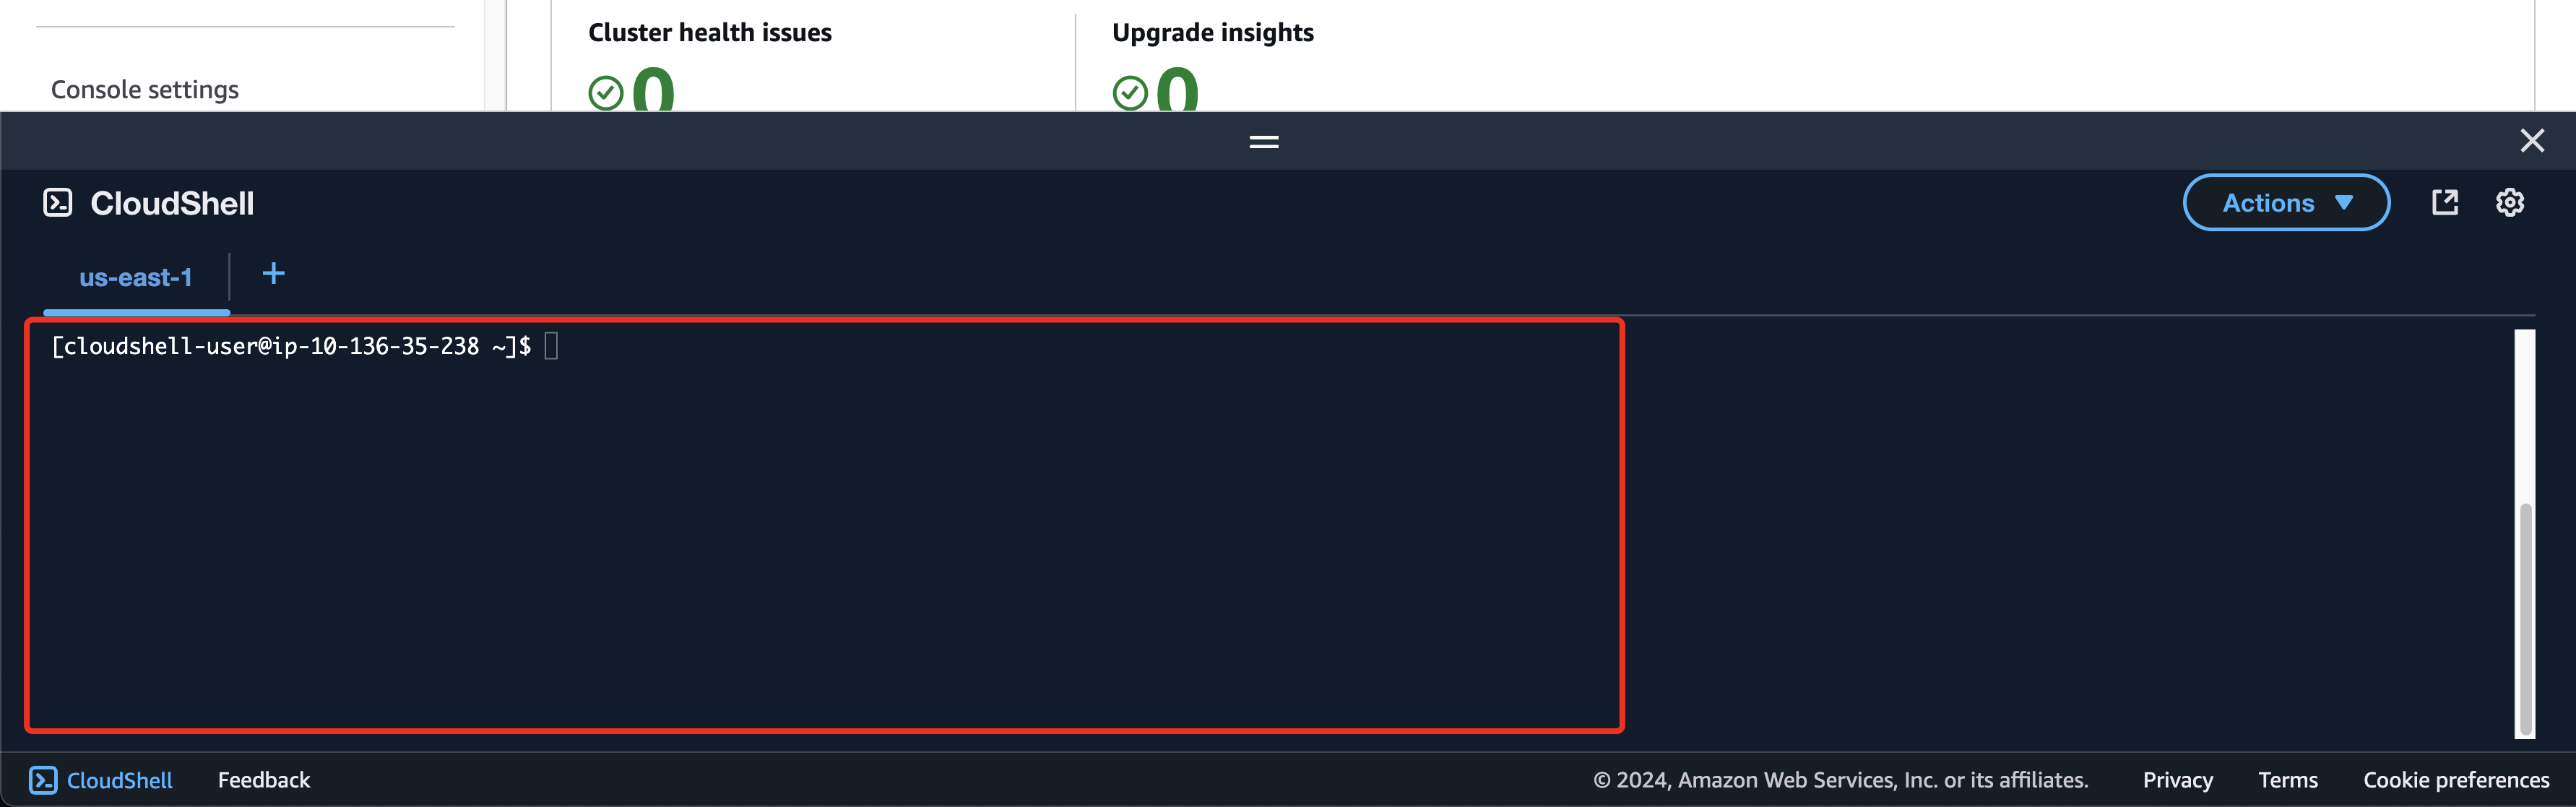 Cluster health issues
Upgrade insights
Console settings
0
0
CloudShell
Actions
us-east-1
+
[cloudshell-user@ip-10-136-35-238 ~]$
CloudShell
Feedback
© 2024, Amazon Web Services, Inc. or its affiliates.
Privacy
Terms
Cookie preferences